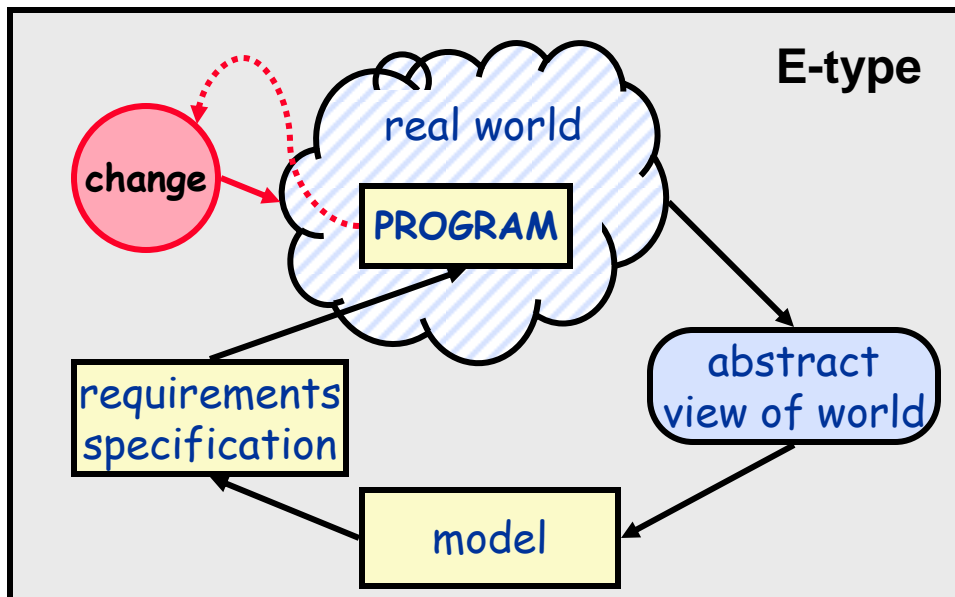 E-type
real world
change
PROGRAM
abstract
view of world
requirements
specification
model